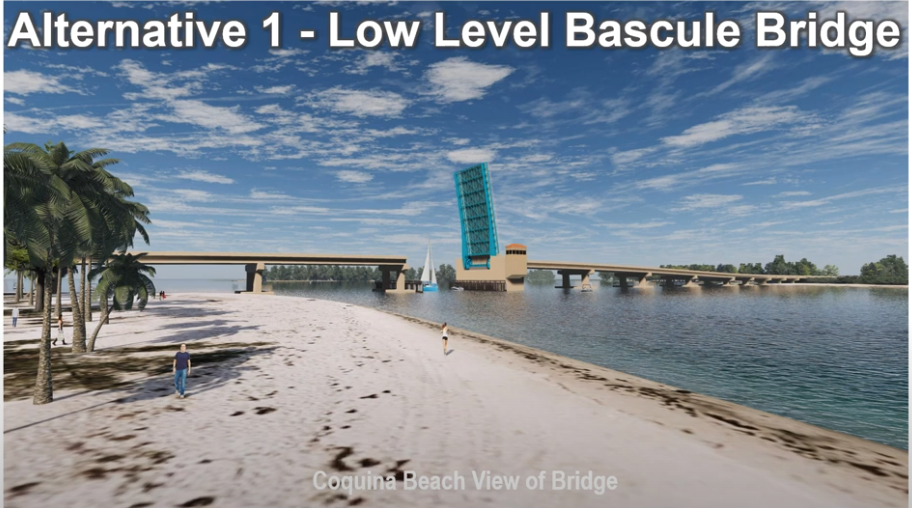 Alternative 1 - Low Level Bascule Bridge
Coquina Beach View of Bridge